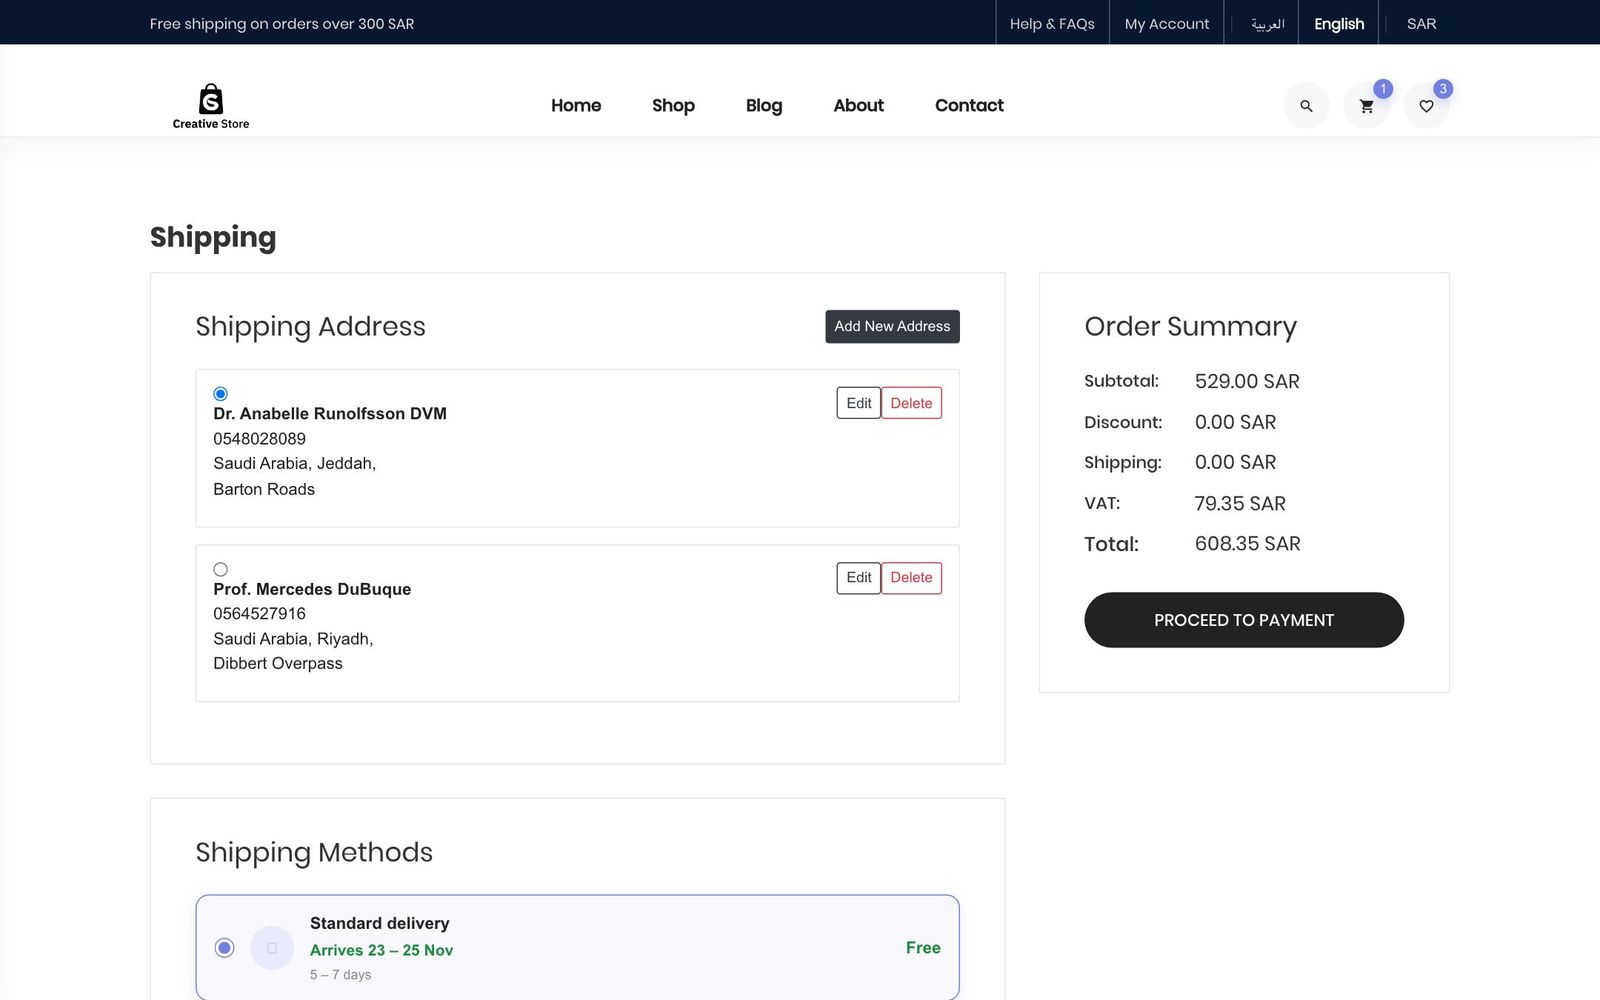 Free shipping on orders over 300 SAR
Help & FAQs
My Account
العربية
English
SAR
Creative Store
Home
Shop
Blog
About
Contact
1
3
Shipping
Shipping Address
Add New Address
Dr. Anabelle Runolfsson DVM
0548028089
Saudi Arabia, Jeddah,
Barton Roads
Edit
Delete
Prof. Mercedes DuBuque
0564527916
Saudi Arabia, Riyadh,
Dibbert Overpass
Edit
Delete
Order Summary
Subtotal: 529.00 SAR
Discount: 0.00 SAR
Shipping: 0.00 SAR
VAT: 79.35 SAR
Total: 608.35 SAR
PROCEED TO PAYMENT
Shipping Methods
Standard delivery
Arrives 23 – 25 Nov
5 – 7 days
Free